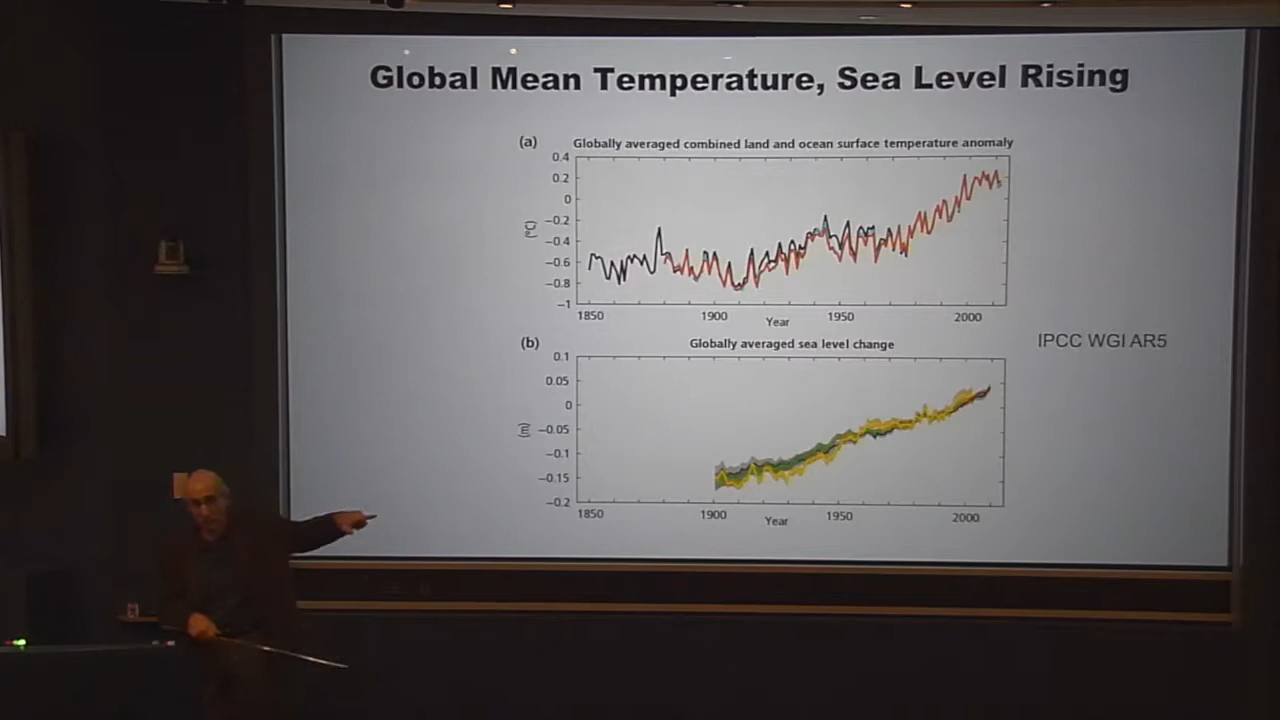 Global Mean Temperature, Sea Level Rising
(a) Globally averaged combined land and ocean surface temperature anomaly
0.4
0.2
0
−0.2
−0.4
−0.6
−0.8
−1
(°C)
1850 1900 1950 2000
Year
(b) Globally averaged sea level change
IPCC WGI AR5
0.1
0.05
0
−0.05
−0.1
−0.15
−0.2
(m)
1850 1900 1950 2000
Year